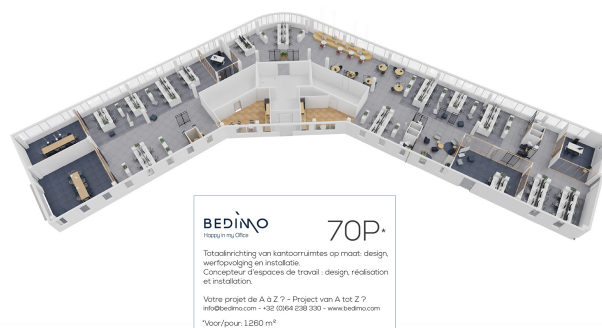 BEDIMO
Happy in my Office
70P*
Totaalinrichting van kantoorruimtes op maat: design,
werfopvolging en installatie.
Concepteur d'espaces de travail : design, réalisation
et installation.
Votre projet de A à Z ? - Project van A tot Z ?
info@bedimo.com - +32 (0)64 238 330 - www.bedimo.com
*Voor/pour: 1.260 m²